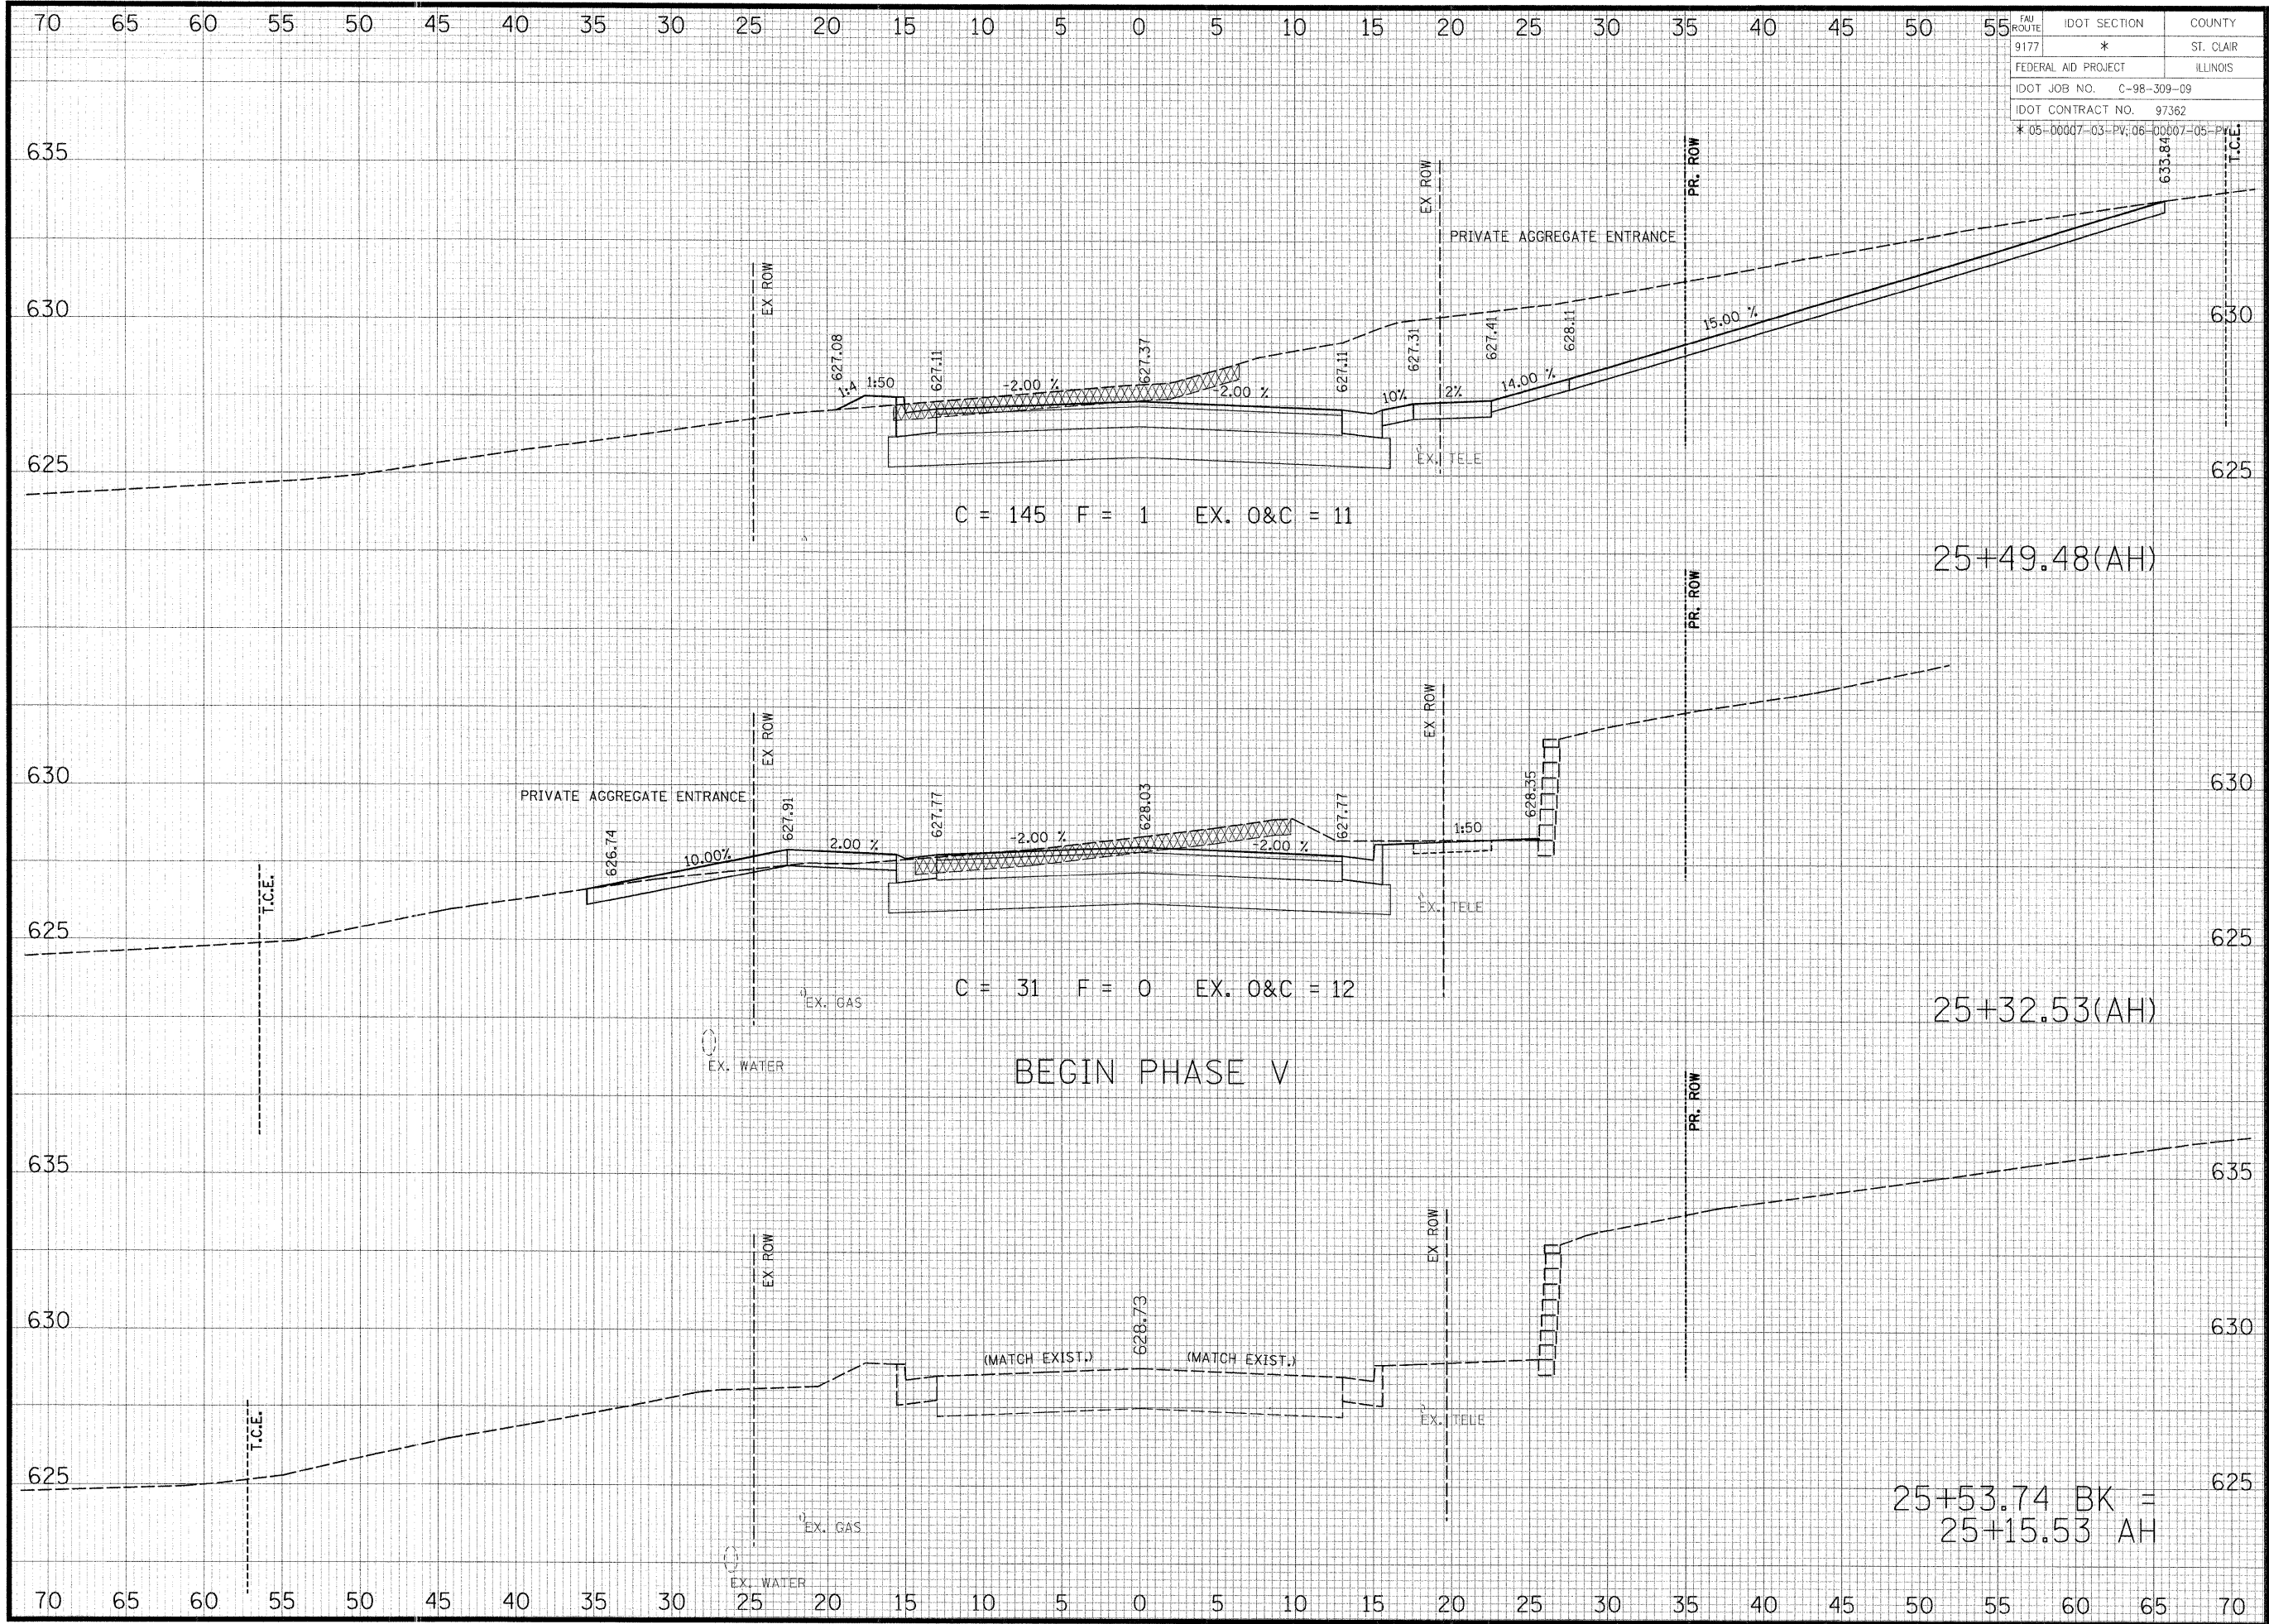 70 65 60 55 50 45 40 35 30 25 20 15 10 5 0 5 10 15 20 25 30 35 40 45 50 55
FAU ROUTE IDOT SECTION COUNTY
9177 * ST. CLAIR
FEDERAL AID PROJECT ILLINOIS
IDOT JOB NO. C-98-309-09
IDOT CONTRACT NO. 97362
* 05-00007-03-PV; 06-00007-05-PV
635
EX ROW
PR. ROW
633.84
T.C.E.
PRIVATE AGGREGATE ENTRANCE
EX ROW
630
630
627.08
627.11
627.37
627.11
627.31
627.41
628.11
15.00 %
1:4
1:50
-2.00 %
-2.00 %
10%
2%
14.00 %
EX. TELE
625
625
C = 145 F = 1 EX. O&C = 11
25+49.48(AH)
PR. ROW
EX ROW
EX ROW
630
630
PRIVATE AGGREGATE ENTRANCE
626.74
627.91
627.77
628.03
627.77
628.35
10.00%
2.00 %
-2.00 %
-2.00 %
1:50
T.C.E.
EX. TELE
625
625
C = 31 F = 0 EX. O&C = 12
EX. GAS
25+32.53(AH)
EX. WATER
BEGIN PHASE V
PR. ROW
635
635
EX ROW
EX ROW
630
630
628.73
(MATCH EXIST.)
(MATCH EXIST.)
T.C.E.
EX. TELE
625
625
25+53.74 BK =
25+15.53 AH
EX. GAS
EX. WATER
70 65 60 55 50 45 40 35 30 25 20 15 10 5 0 5 10 15 20 25 30 35 40 45 50 55 60 65 70